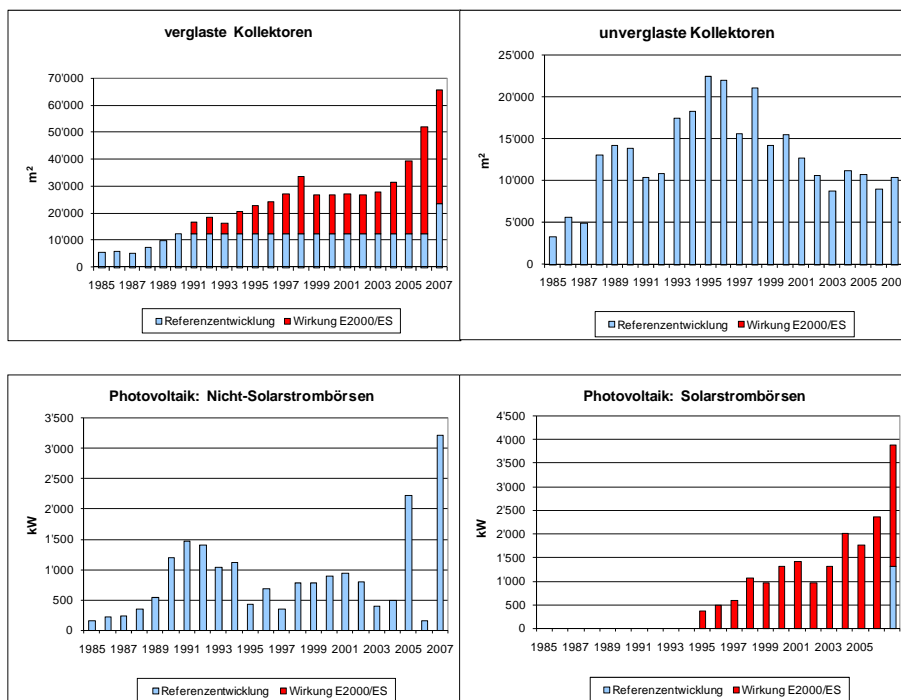 verglaste Kollektoren
70'000
60'000
50'000
40'000
30'000
20'000
10'000
0
m²
1985 1987 1989 1991 1993 1995 1997 1999 2001 2003 2005 2007
Referenzentwicklung Wirkung E2000/ES
unverglaste Kollektoren
25'000
20'000
15'000
10'000
5'000
0
m²
1985 1987 1989 1991 1993 1995 1997 1999 2001 2003 2005 200
Referenzentwicklung Wirkung E2000/ES
Photovoltaik: Nicht-Solarstrombörsen
3'500
3'000
2'500
2'000
1'500
1'000
500
0
kW
1985 1987 1989 1991 1993 1995 1997 1999 2001 2003 2005 2007
Referenzentwicklung Wirkung E2000/ES
Photovoltaik: Solarstrombörsen
4'500
4'000
3'500
3'000
2'500
2'000
1'500
1'000
500
0
kW
1985 1987 1989 1991 1993 1995 1997 1999 2001 2003 2005
Referenzentwicklung Wirkung E2000/ES